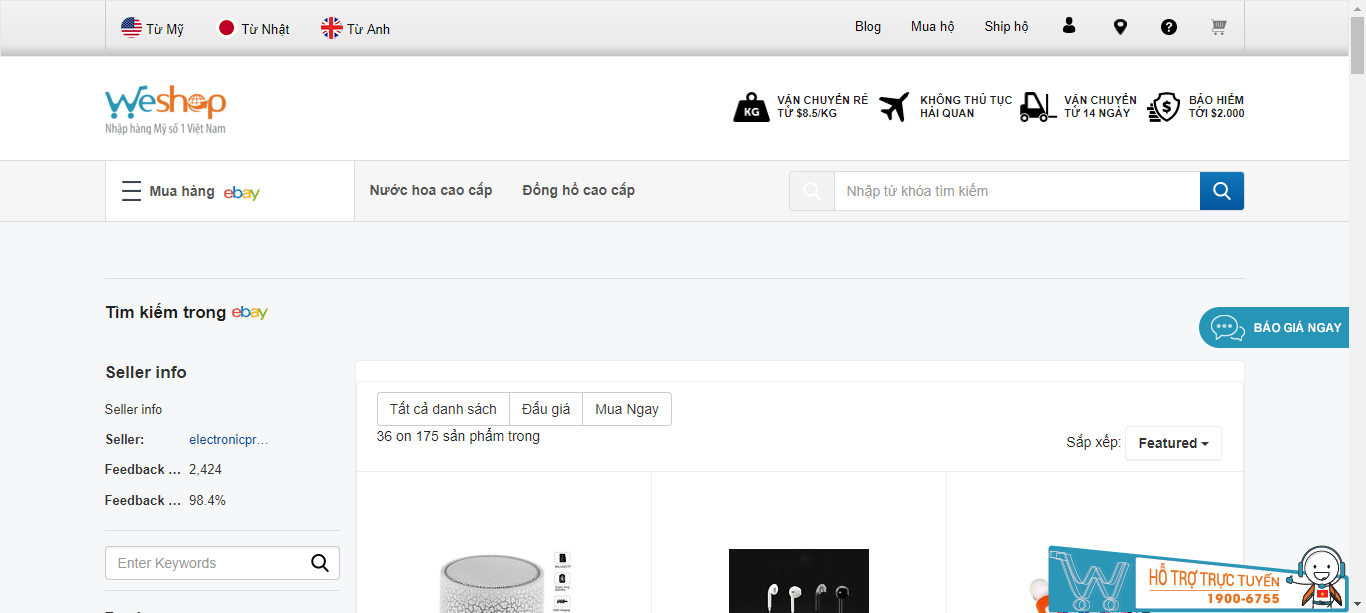 Từ Mỹ
Từ Nhật
Từ Anh
Blog
Mua hộ
Ship hộ
Weshop
Nhập hàng Mỹ số 1 Việt Nam
KG
VẬN CHUYỂN RẺ
TỪ $8.5/KG
KHÔNG THỦ TỤC
HẢI QUAN
VẬN CHUYỂN
TỪ 14 NGÀY
BẢO HIỂM
TỚI $2.000
Mua hàng ebay
Nước hoa cao cấp
Đồng hồ cao cấp
Nhập từ khóa tìm kiếm
Tìm kiếm trong ebay
BÁO GIÁ NGAY
Seller info
Seller info
Seller: electronicpr...
Feedback ... 2,424
Feedback ... 98.4%
Enter Keywords
Tất cả danh sách
Đấu giá
Mua Ngay
36 on 175 sản phẩm trong
Sắp xếp: Featured
HỖ TRỢ TRỰC TUYẾN
1900-6755